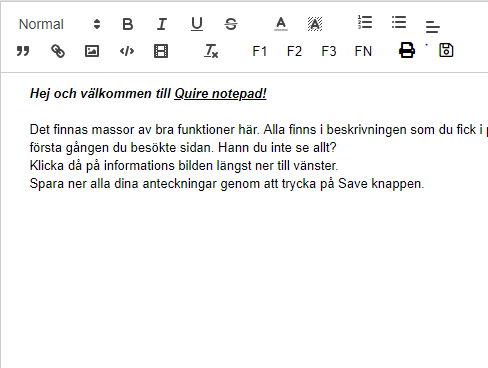 Normal
F1 F2 F3 FN
Hej och välkommen till Quire notepad!
Det finnas massor av bra funktioner här. Alla finns i beskrivningen som du fick i
första gången du besökte sidan. Hann du inte se allt?
Klicka då på informations bilden längst ner till vänster.
Spara ner alla dina anteckningar genom att trycka på Save knappen.